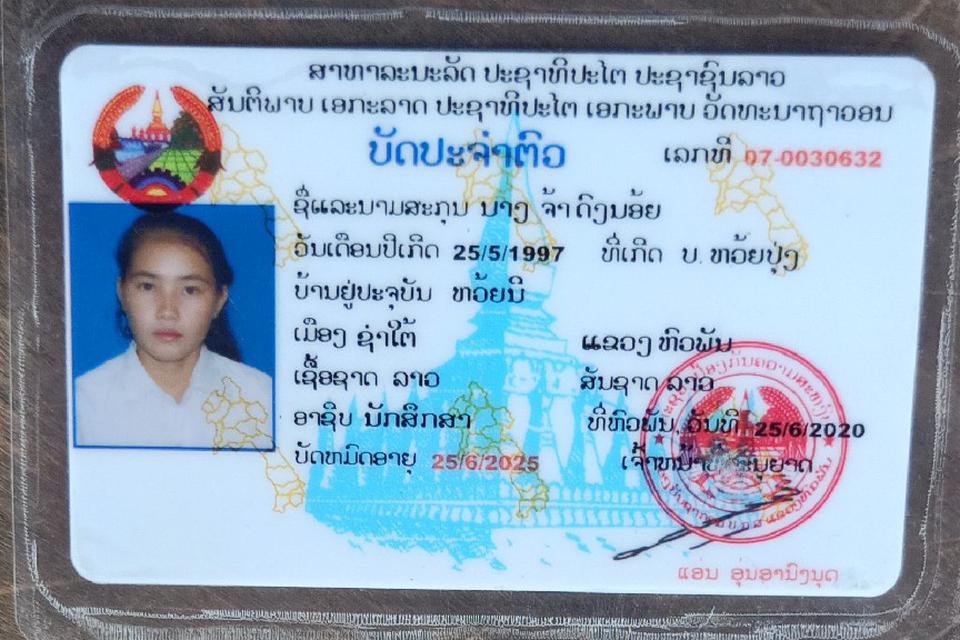 ສາທາລະນະລັດ ປະຊາທິປະໄຕ ປະຊາຊົນລາວ
ສັນຕິພາບ ເອກະລາດ ປະຊາທິປະໄຕ ເອກະພາບ ວັດທະນາຖາວອນ
ບັດປະຈຳຕົວ ເລກທີ 07-0030632
ຊື່ແລະນາມສະກຸນ ນາງ ຈ້າ ດົງນ້ອຍ
ວັນເດືອນປີເກີດ 25/5/1997 ທີ່ເກີດ ບ. ຫວ້ຍປຸ່ງ
ບ້ານຢູ່ປະຈຸບັນ ຫວ້ຍນີ
ເມືອງ ຊຳໃຕ້ ແຂວງ ຫົວພັນ
ເຊື້ອຊາດ ລາວ ສັນຊາດ ລາວ
ອາຊີບ ນັກສຶກສາ ທີ່ຫົວພັນ, ວັນທີ 25/6/2020
ບັດຫມົດອາຍຸ 25/6/2025 ເຈົ້າຫນ້າທີ່ອະນຸຍາດ
ແອນ ອຸ່ນອານົງນຸດ